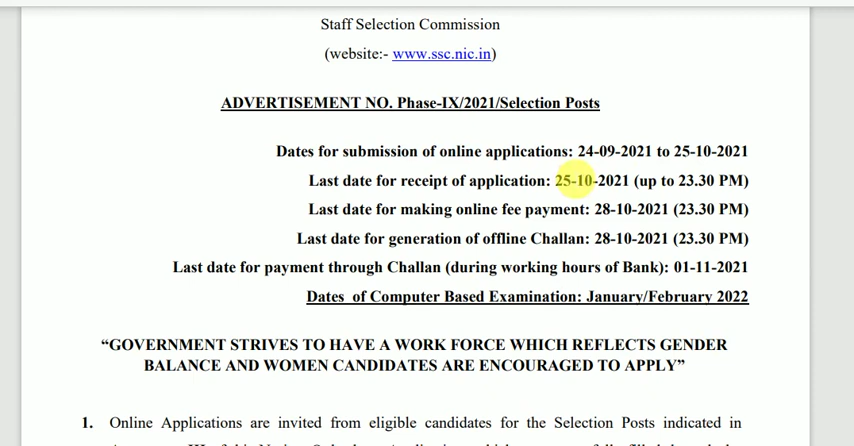 Staff Selection Commission
(website:- www.ssc.nic.in)
ADVERTISEMENT NO. Phase-IX/2021/Selection Posts
Dates for submission of online applications: 24-09-2021 to 25-10-2021
Last date for receipt of application: 25-10-2021 (up to 23.30 PM)
Last date for making online fee payment: 28-10-2021 (23.30 PM)
Last date for generation of offline Challan: 28-10-2021 (23.30 PM)
Last date for payment through Challan (during working hours of Bank): 01-11-2021
Dates of Computer Based Examination: January/February 2022
“GOVERNMENT STRIVES TO HAVE A WORK FORCE WHICH REFLECTS GENDER
BALANCE AND WOMEN CANDIDATES ARE ENCOURAGED TO APPLY”
1. Online Applications are invited from eligible candidates for the Selection Posts indicated in